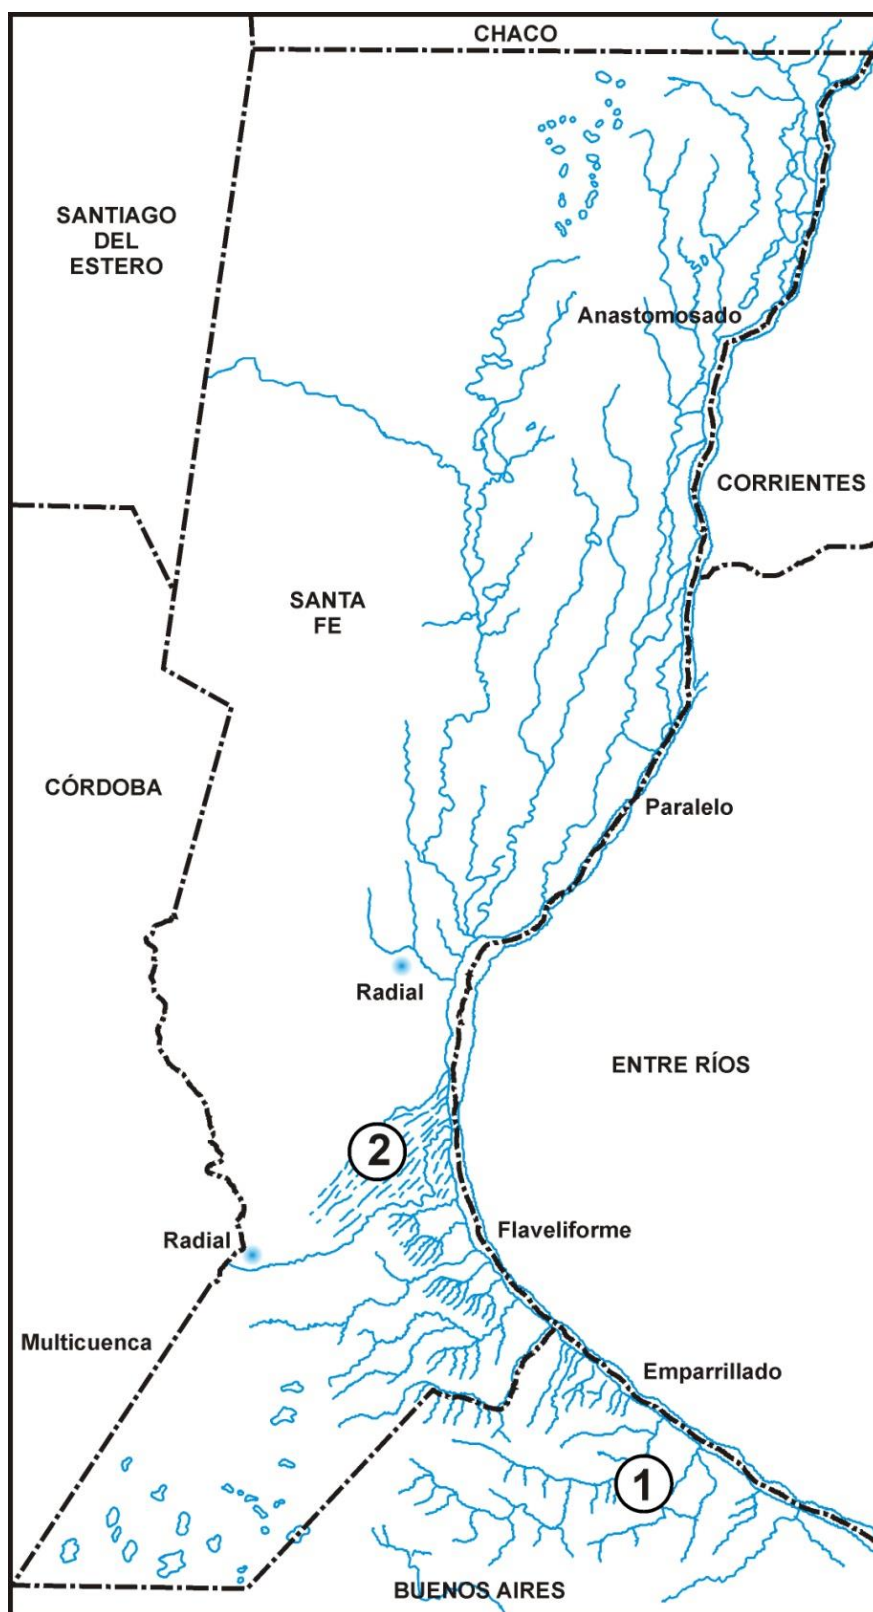 CHACO
SANTIAGO
DEL
ESTERO
Anastomosado
CORRIENTES
SANTA
FE
CÓRDOBA
Paralelo
Radial
ENTRE RÍOS
2
Radial
Flaveliforme
Multicuenca
Emparrillado
1
BUENOS AIRES